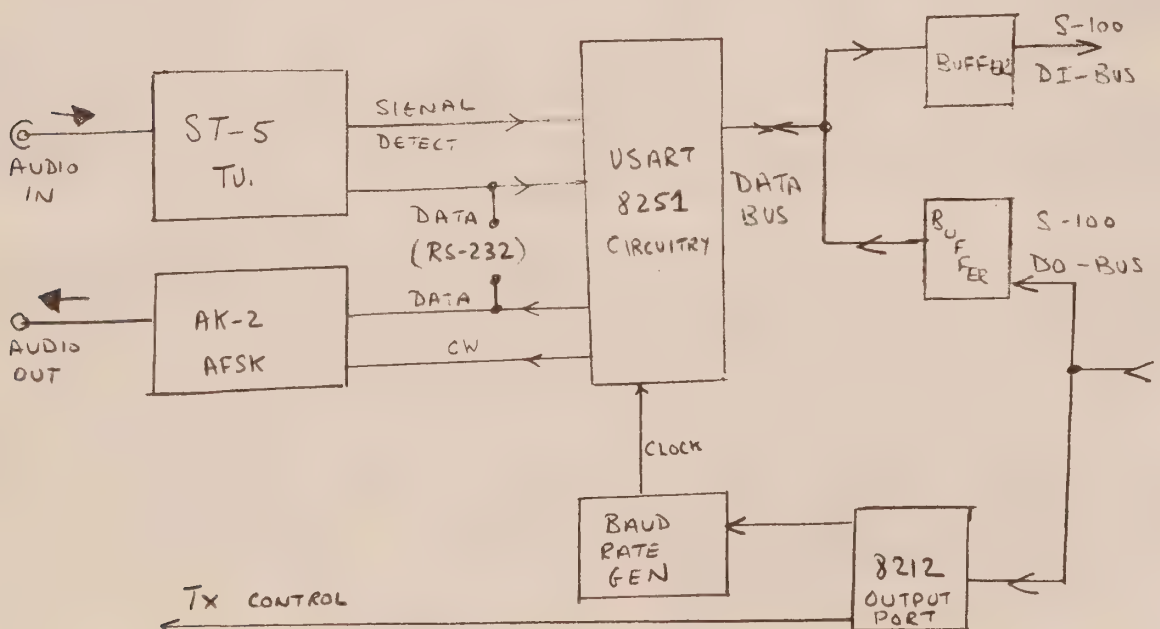 AUDIO
IN
ST-5
TU.
SIGNAL
DETECT
DATA
(RS-232)
DATA
CW
AUDIO
OUT
AK-2
AFSK
USART
8251
CIRCUITRY
DATA
BUS
BUFFER
S-100
DI-BUS
BUFFER
S-100
DO-BUS
CLOCK
BAUD
RATE
GEN
8212
OUTPUT
PORT
Tx CONTROL